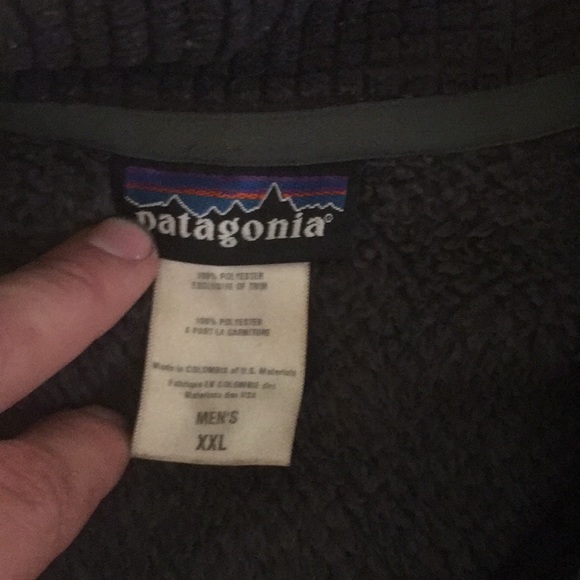 patagonia®
100% POLYESTER
EXCLUSIVE OF TRIM
100% POLYESTER
À PART LA GARNITURE
Made in COLOMBIA of U.S. Materials
Fabriqué EN COLOMBIE des
Materiels des USA
MEN'S
XXL